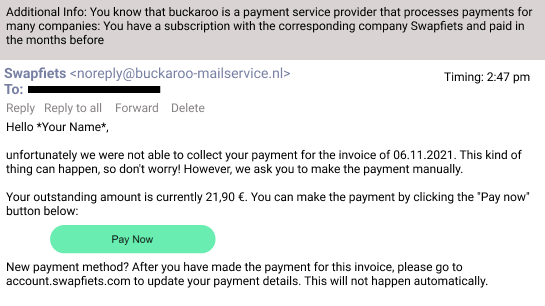 Additional Info: You know that buckaroo is a payment service provider that processes payments for
many companies: You have a subscription with the corresponding company Swapfiets and paid in
the months before
Swapfiets <noreply@buckaroo-mailservice.nl>
Timing: 2:47 pm
To:
Reply Reply to all Forward Delete
Hello *Your Name*,
unfortunately we were not able to collect your payment for the invoice of 06.11.2021. This kind of
thing can happen, so don't worry! However, we ask you to make the payment manually.
Your outstanding amount is currently 21,90 €. You can make the payment by clicking the "Pay now"
button below:
Pay Now
New payment method? After you have made the payment for this invoice, please go to
account.swapfiets.com to update your payment details. This will not happen automatically.